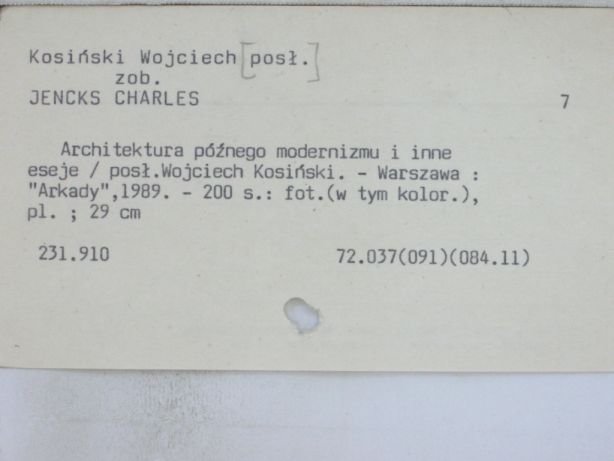 Kosiński Wojciech [posł.]
zob.
JENCKS CHARLES 7
Architektura późnego modernizmu i inne
eseje / posł.Wojciech Kosiński. - Warszawa :
"Arkady",1989. - 200 s.: fot.(w tym kolor.),
pl. ; 29 cm
231.910 72.037(091)(084.11)